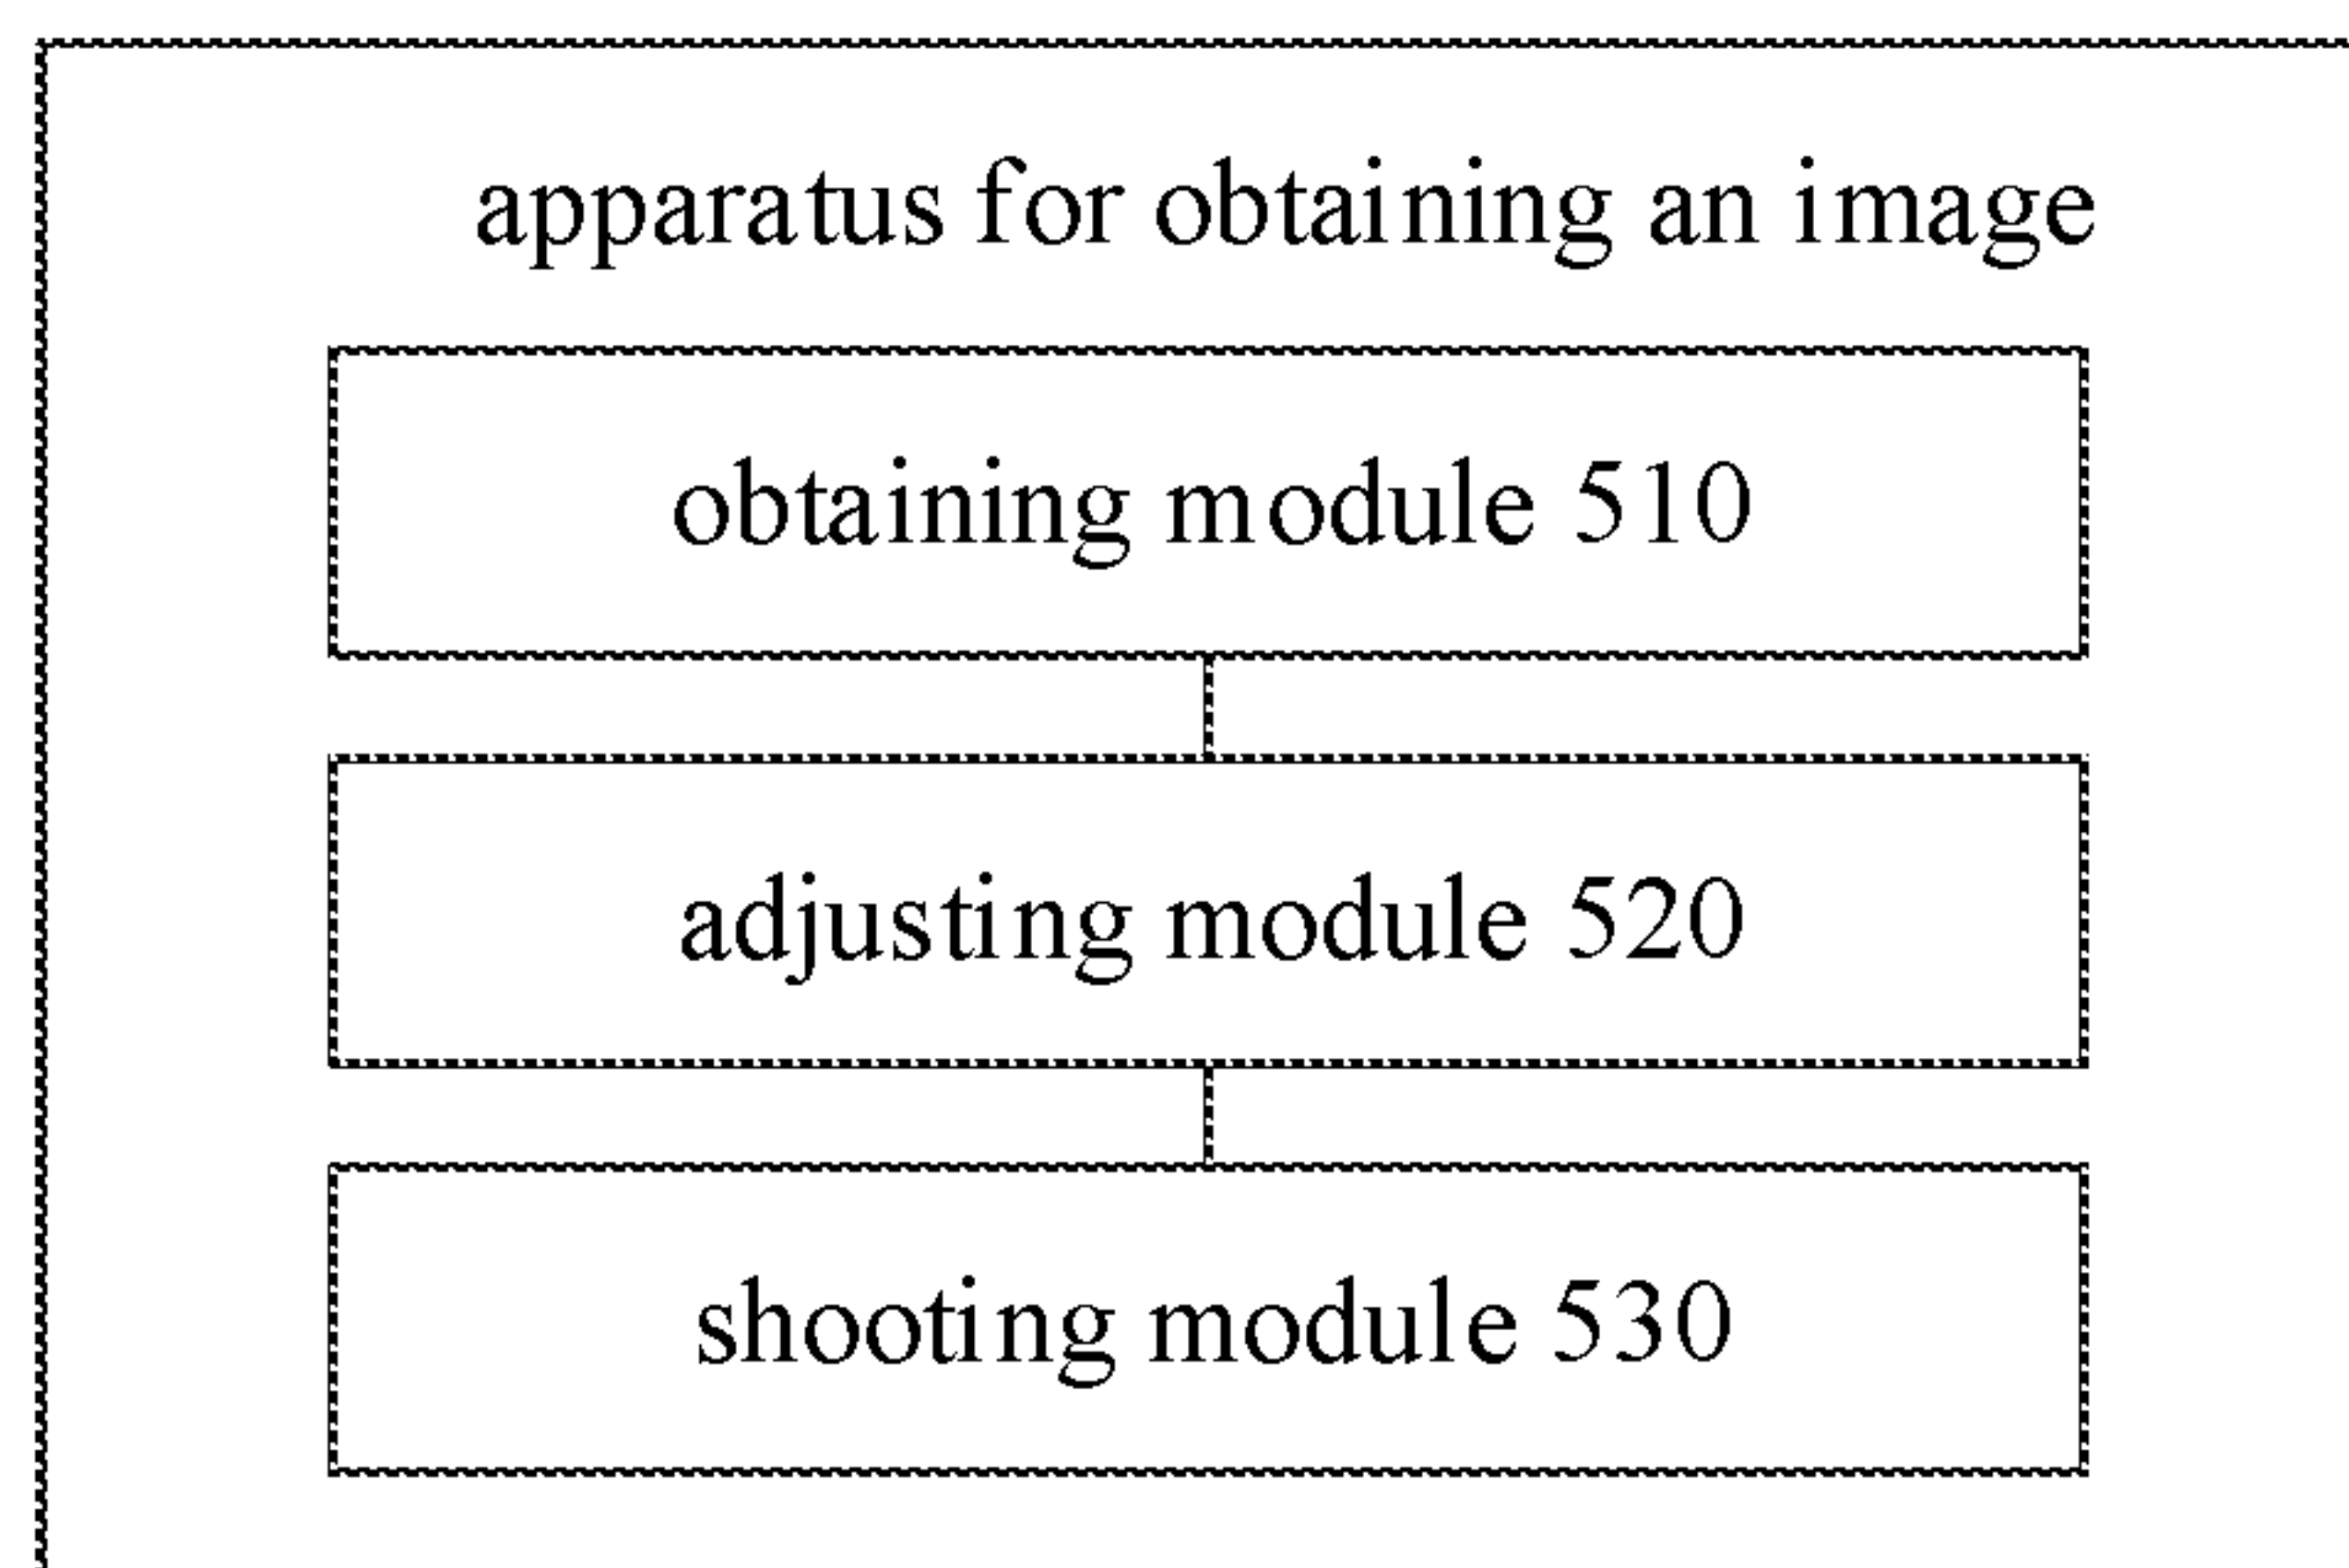 apparatus for obtaining an image
obtaining module 510
adjusting module 520
shooting module 530